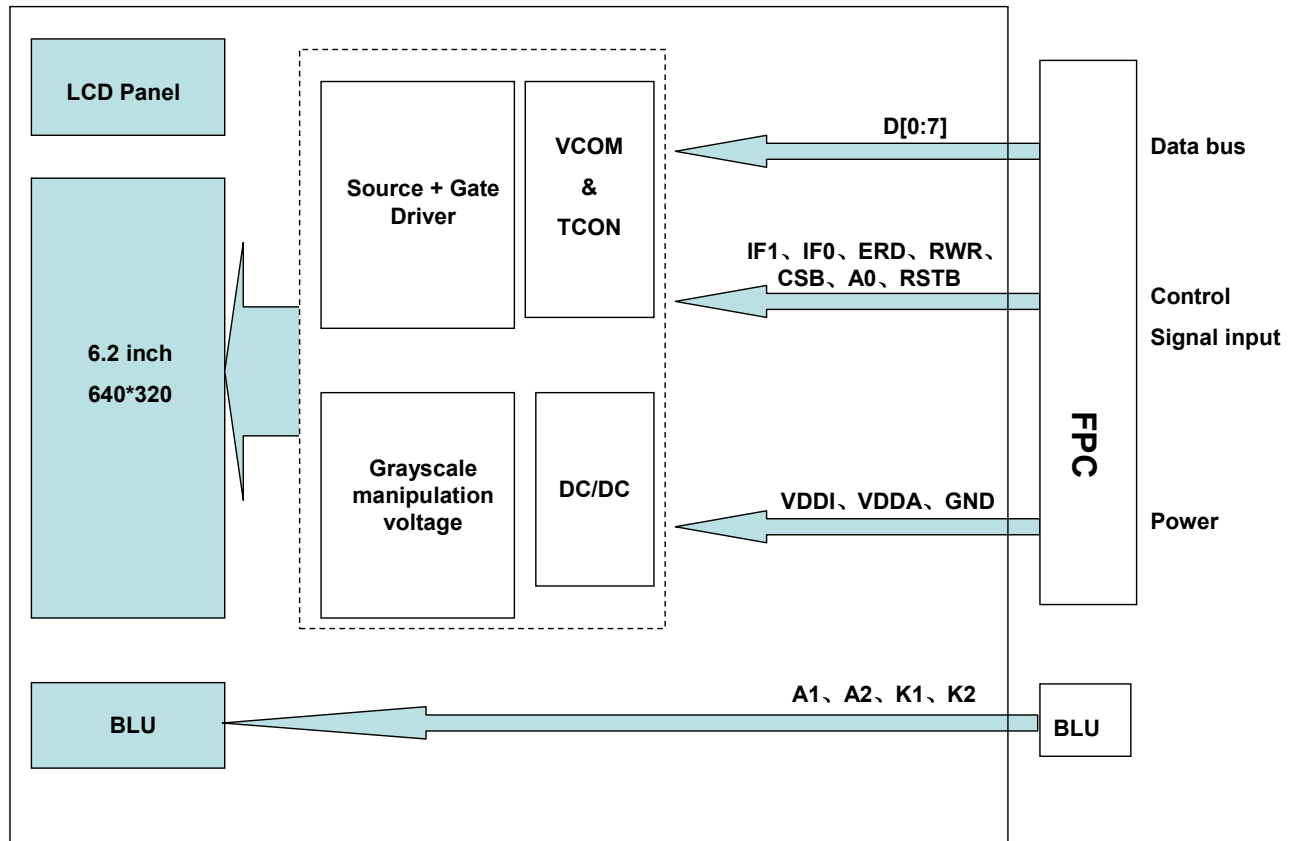 LCD Panel
6.2 inch
640*320
BLU
Source + Gate
Driver
VCOM
&
TCON
Grayscale
manipulation
voltage
DC/DC
D[0:7]
IF1、IF0、ERD、RWR、
CSB、A0、RSTB
VDDI、VDDA、GND
A1、A2、K1、K2
FPC
BLU
Data bus
Control
Signal input
Power